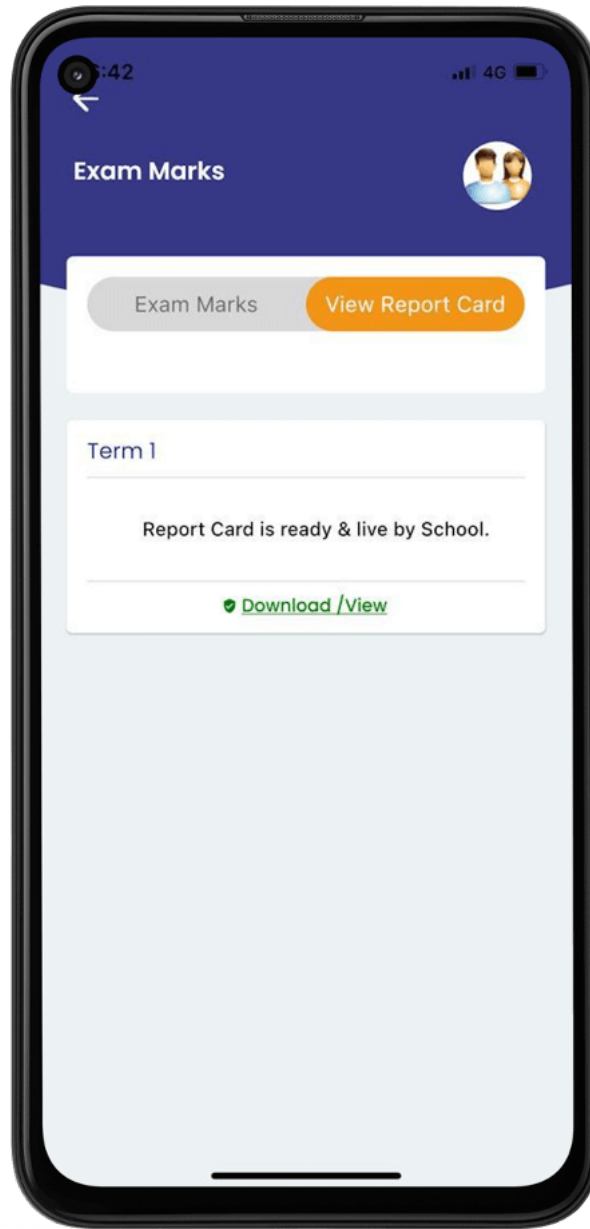 :42
4G
Exam Marks
Exam Marks
View Report Card
Term 1
Report Card is ready & live by School.
Download /View